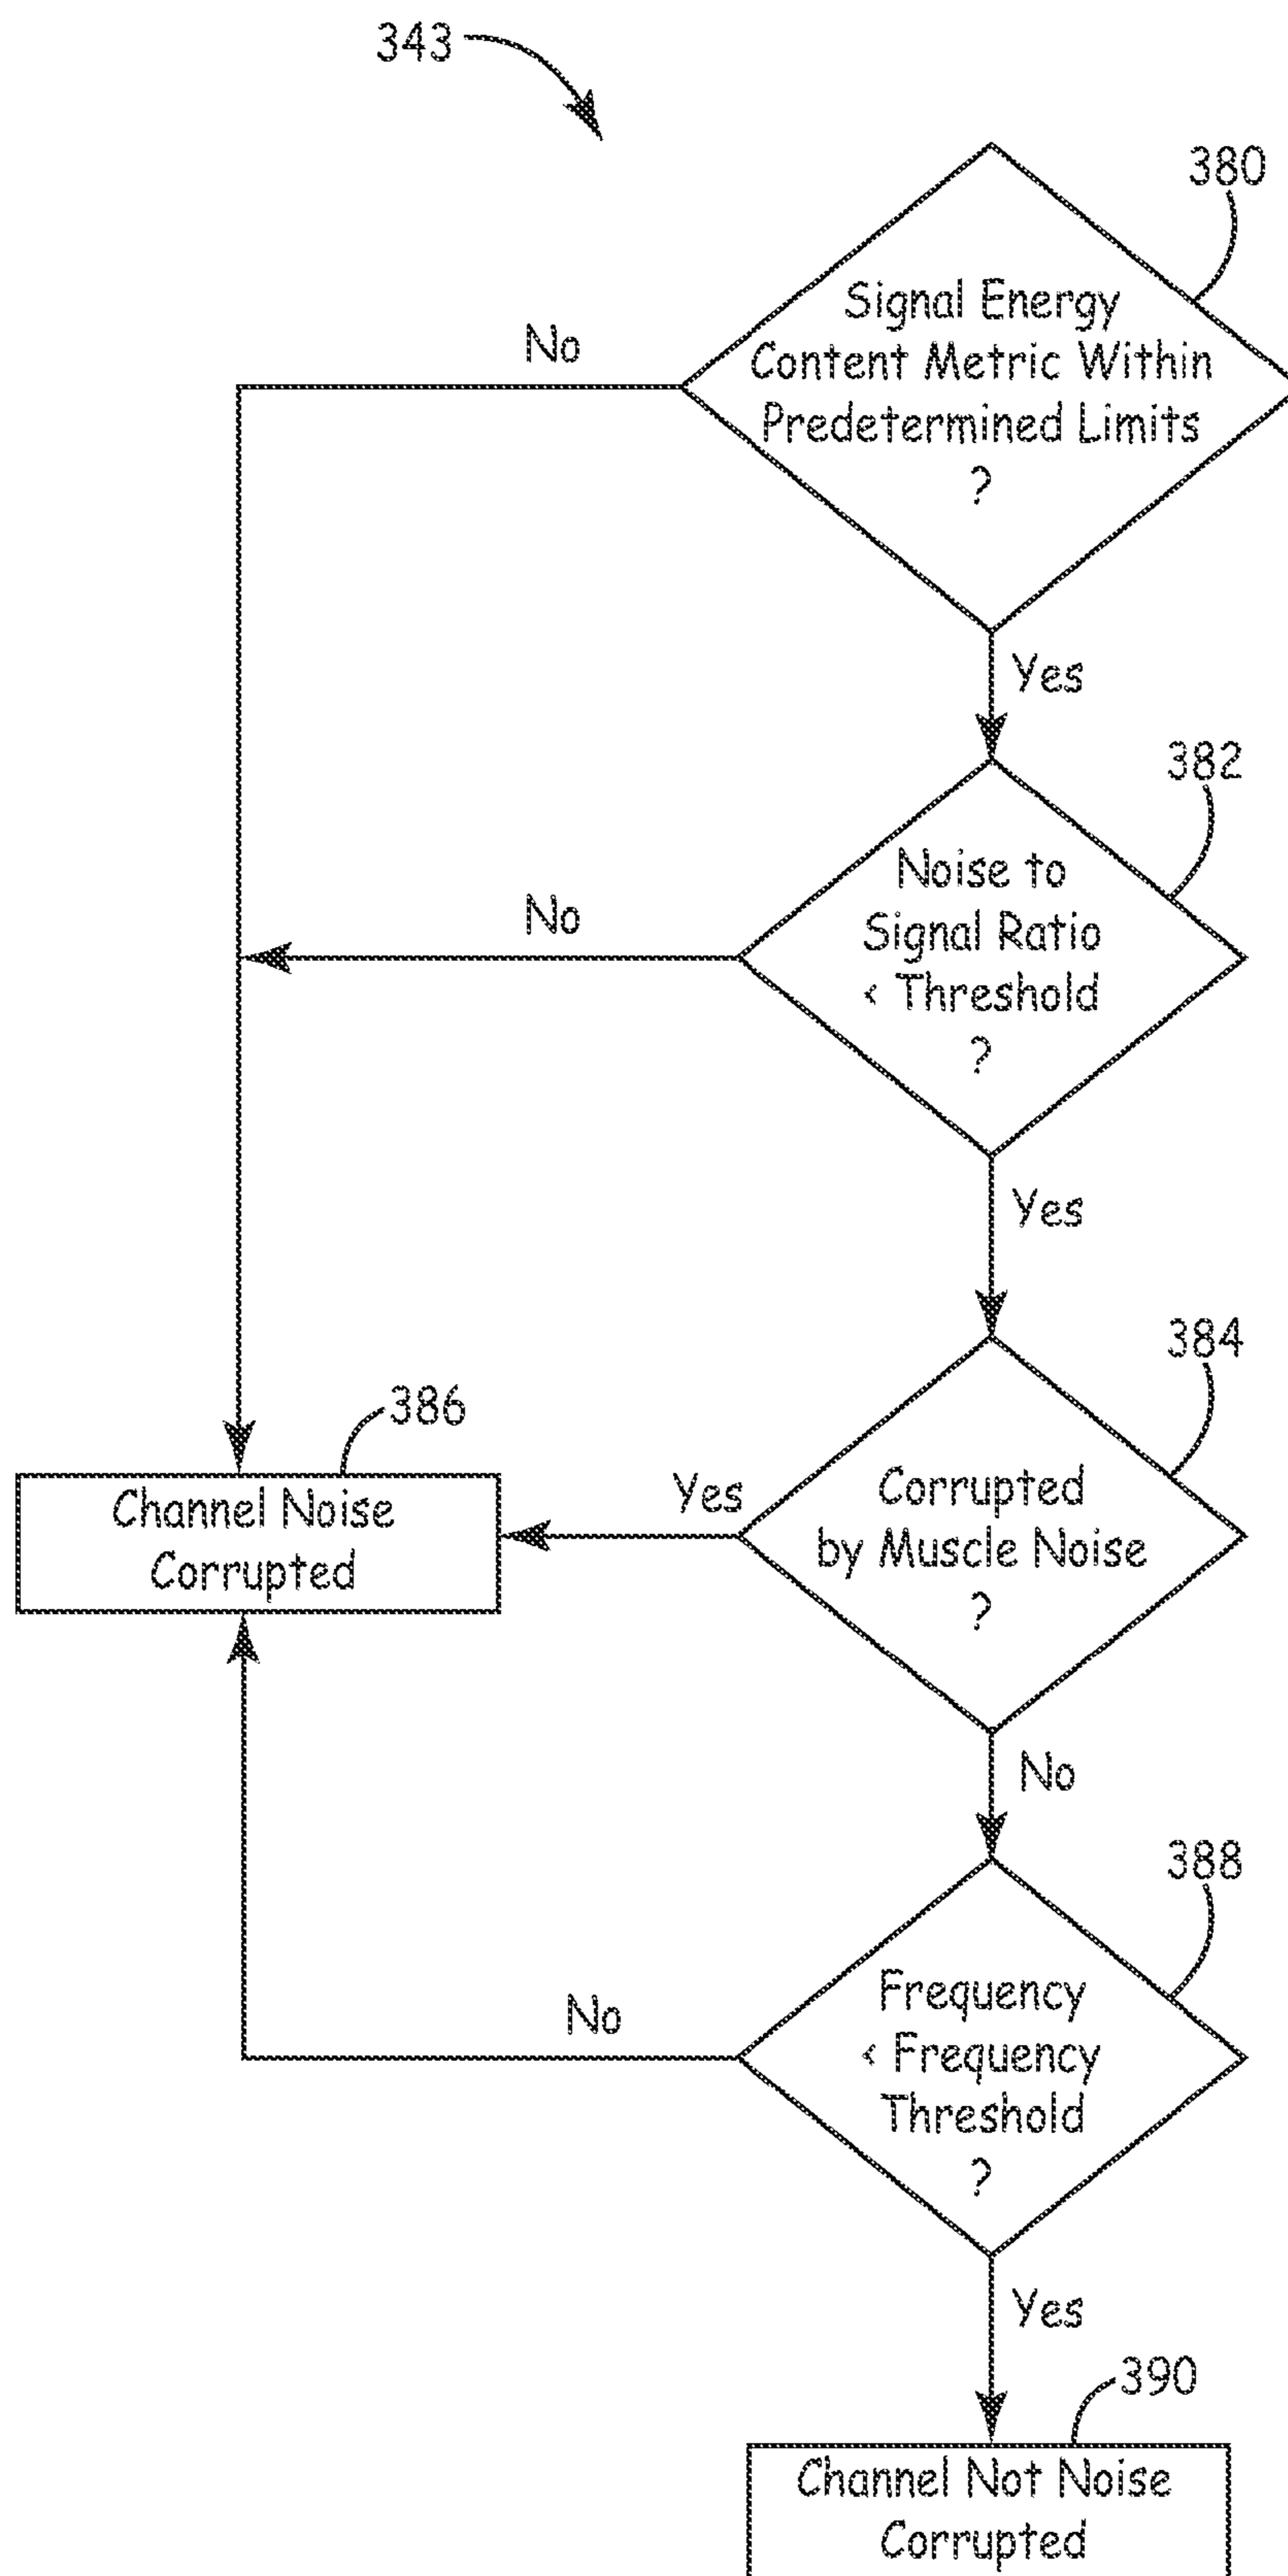 343
380
Signal Energy
Content Metric Within
Predetermined Limits
?
No
Yes
382
Noise to
Signal Ratio
< Threshold
?
No
Yes
384
Corrupted
by Muscle Noise
?
Yes
386
Channel Noise
Corrupted
No
388
Frequency
< Frequency
Threshold
?
No
Yes
390
Channel Not Noise
Corrupted